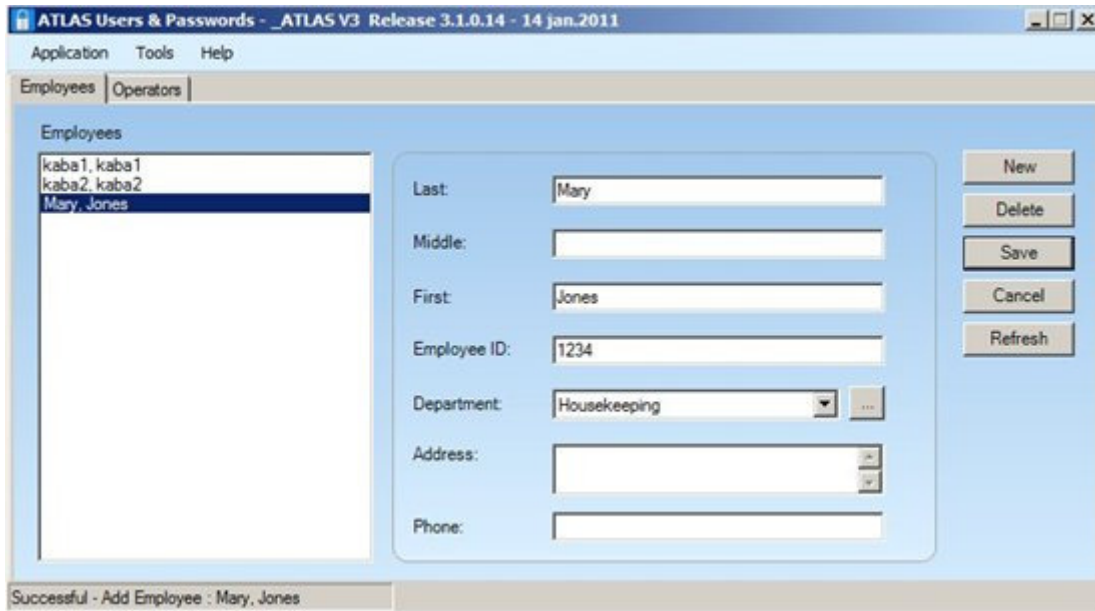 ATLAS Users & Passwords - _ATLAS V3 Release 3.1.0.14 - 14 jan.2011
Application Tools Help
Employees Operators
Employees
kaba1, kaba1
kaba2, kaba2
Mary, Jones
Last: Mary
Middle:
First: Jones
Employee ID: 1234
Department: Housekeeping ...
Address:
Phone:
New
Delete
Save
Cancel
Refresh
Successful - Add Employee : Mary, Jones